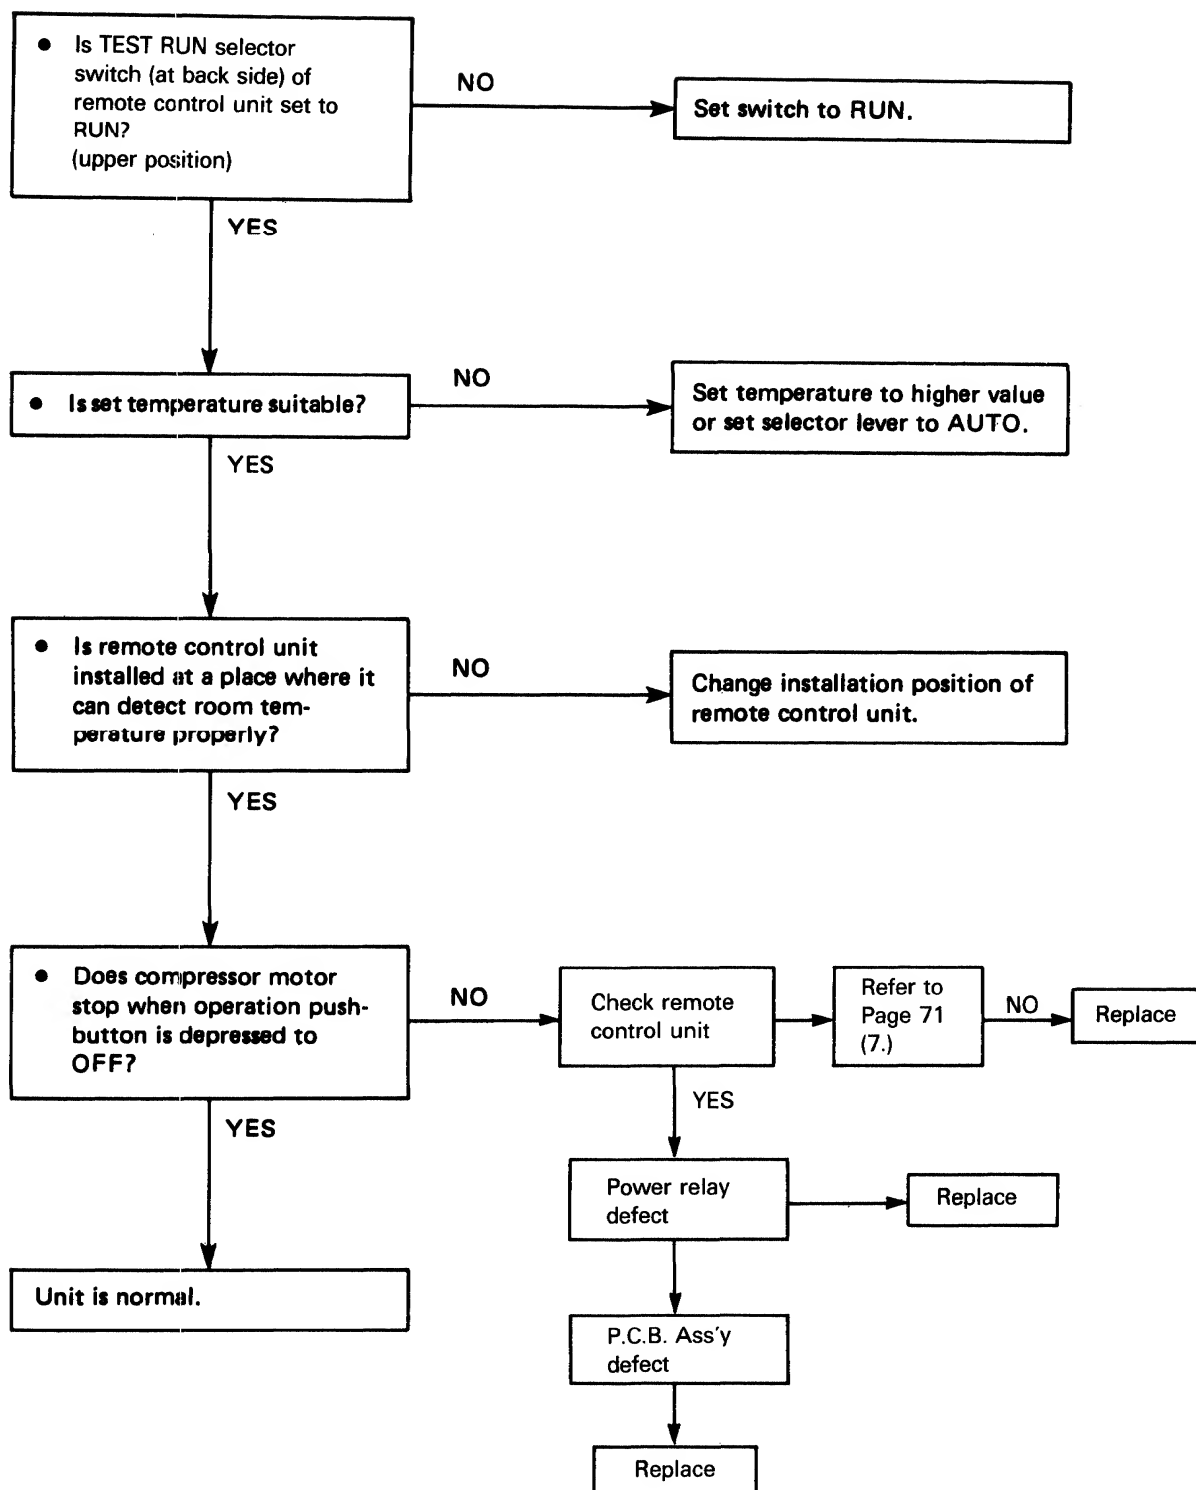 ● Is TEST RUN selector
switch (at back side) of
remote control unit set to
RUN?
(upper position)
NO
Set switch to RUN.
YES
● Is set temperature suitable?
NO
Set temperature to higher value
or set selector lever to AUTO.
YES
● Is remote control unit
installed at a place where it
can detect room tem-
perature properly?
NO
Change installation position of
remote control unit.
YES
● Does compressor motor
stop when operation push-
button is depressed to
OFF?
NO
Check remote
control unit
Refer to
Page 71
(7.)
NO
Replace
YES
YES
Power relay
defect
Replace
Unit is normal.
P.C.B. Ass'y
defect
Replace